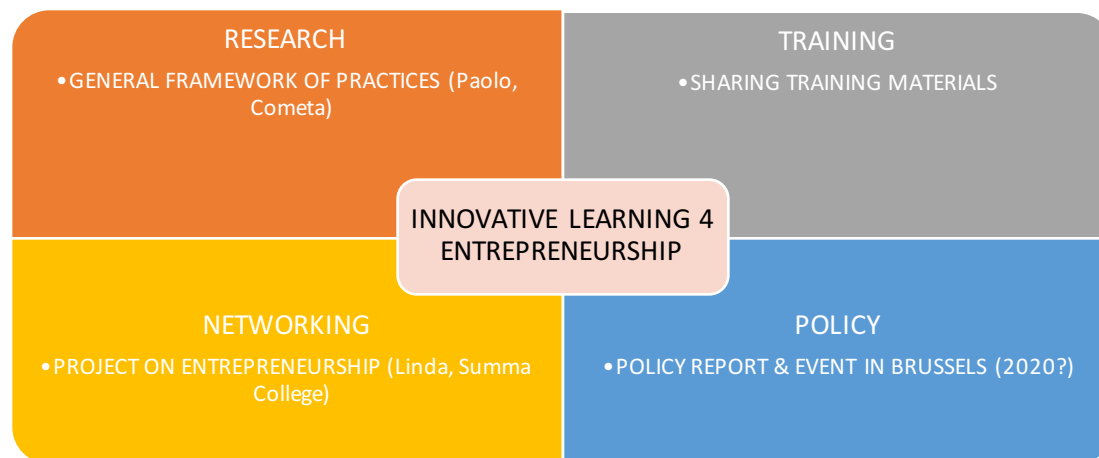 RESEARCH
•GENERAL FRAMEWORK OF PRACTICES (Paolo,
Cometa)
TRAINING
•SHARING TRAINING MATERIALS
INNOVATIVE LEARNING 4
ENTREPRENEURSHIP
NETWORKING
•PROJECT ON ENTREPRENEURSHIP (Linda, Summa
College)
POLICY
•POLICY REPORT & EVENT IN BRUSSELS (2020?)